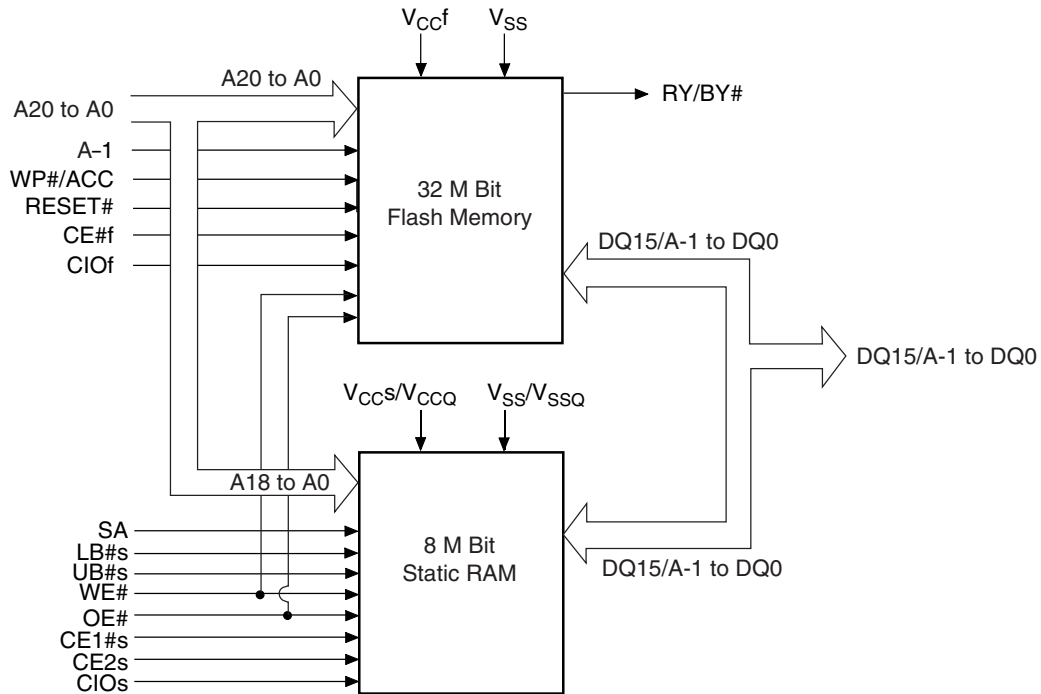 VCCf
VSS
A20 to A0
A20 to A0
RY/BY#
A–1
WP#/ACC
RESET#
CE#f
CIOf
32 M Bit
Flash Memory
DQ15/A-1 to DQ0
DQ15/A-1 to DQ0
VCCs/VCCQ
VSS/VSSQ
A18 to A0
SA
LB#s
UB#s
WE#
OE#
CE1#s
CE2s
CIOs
8 M Bit
Static RAM
DQ15/A-1 to DQ0